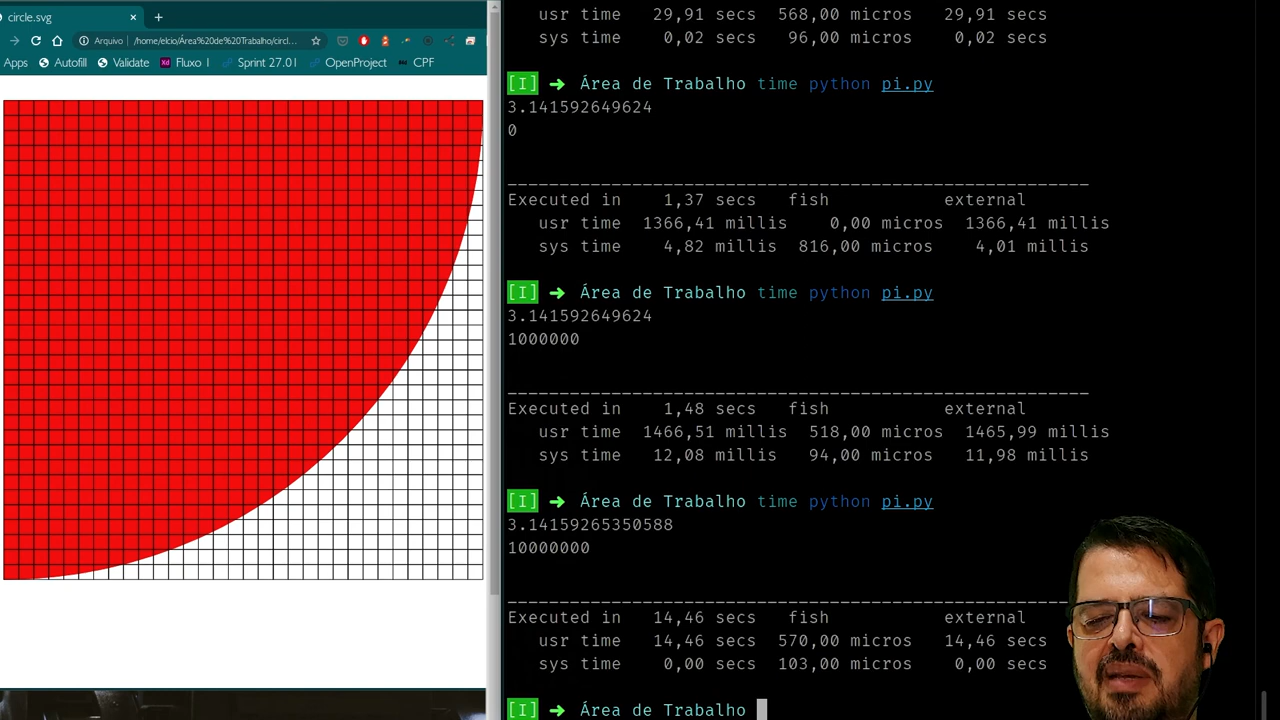 circle.svg
Arquivo /home/elcio/Área%20de%20Trabalho/circl...
Apps Autofill Validate Xd Fluxo I Sprint 27.01 OpenProject CPF
usr time 29,91 secs 568,00 micros 29,91 secs
sys time 0,02 secs 96,00 micros 0,02 secs
[I] ➜ Área de Trabalho time python pi.py
3.141592649624
0
Executed in 1,37 secs fish external
usr time 1366,41 millis 0,00 micros 1366,41 millis
sys time 4,82 millis 816,00 micros 4,01 millis
[I] ➜ Área de Trabalho time python pi.py
3.141592649624
1000000
Executed in 1,48 secs fish external
usr time 1466,51 millis 518,00 micros 1465,99 millis
sys time 12,08 millis 94,00 micros 11,98 millis
[I] ➜ Área de Trabalho time python pi.py
3.14159265350588
10000000
Executed in 14,46 secs fish external
usr time 14,46 secs 570,00 micros 14,46 secs
sys time 0,00 secs 103,00 micros 0,00 secs
[I] ➜ Área de Trabalho